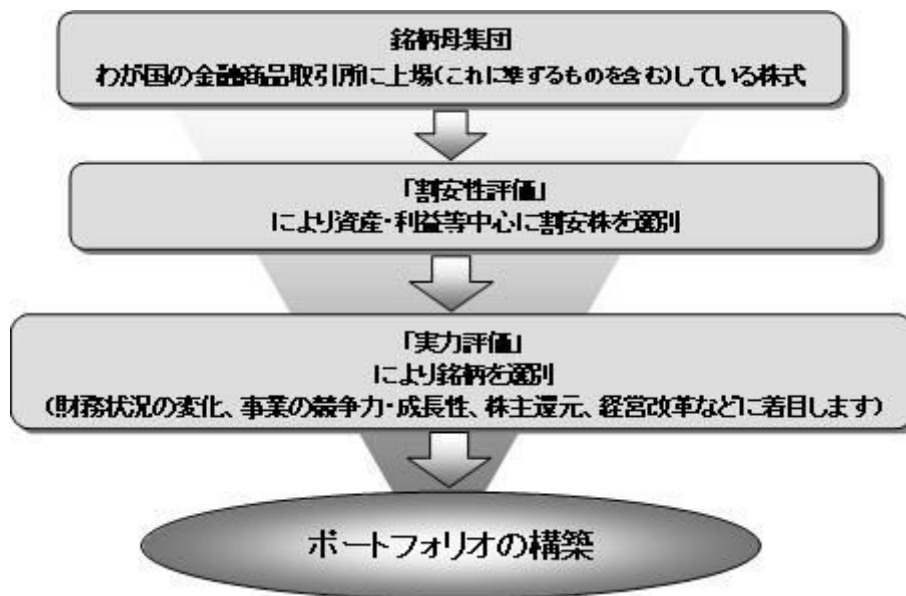 銘柄母集団
わが国の金融商品取引所に上場(これに準ずるものを含む)している株式
「割安性評価」
により資産・利益等中心に割安株を選別
「実力評価」
により銘柄を選別
(財務状況の変化、事業の競争力・成長性、株主還元、経営改革などに着目します)
ポートフォリオの構築